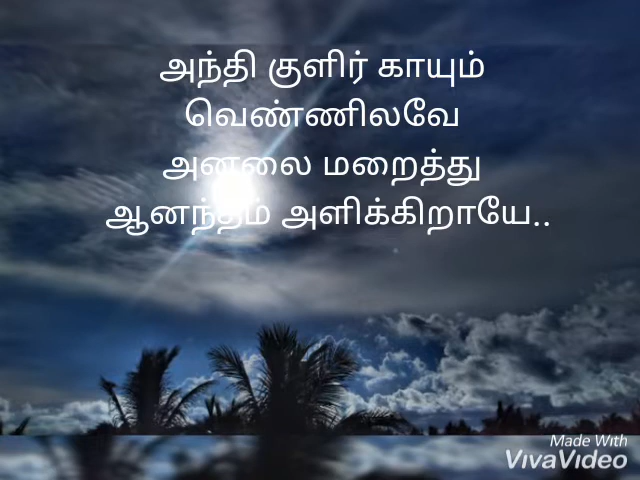 அந்தி குளிர் காயும்
வெண்ணிலவே
அனலை மறைத்து
ஆனந்தம் அளிக்கிறாயே..
Made With
VivaVideo